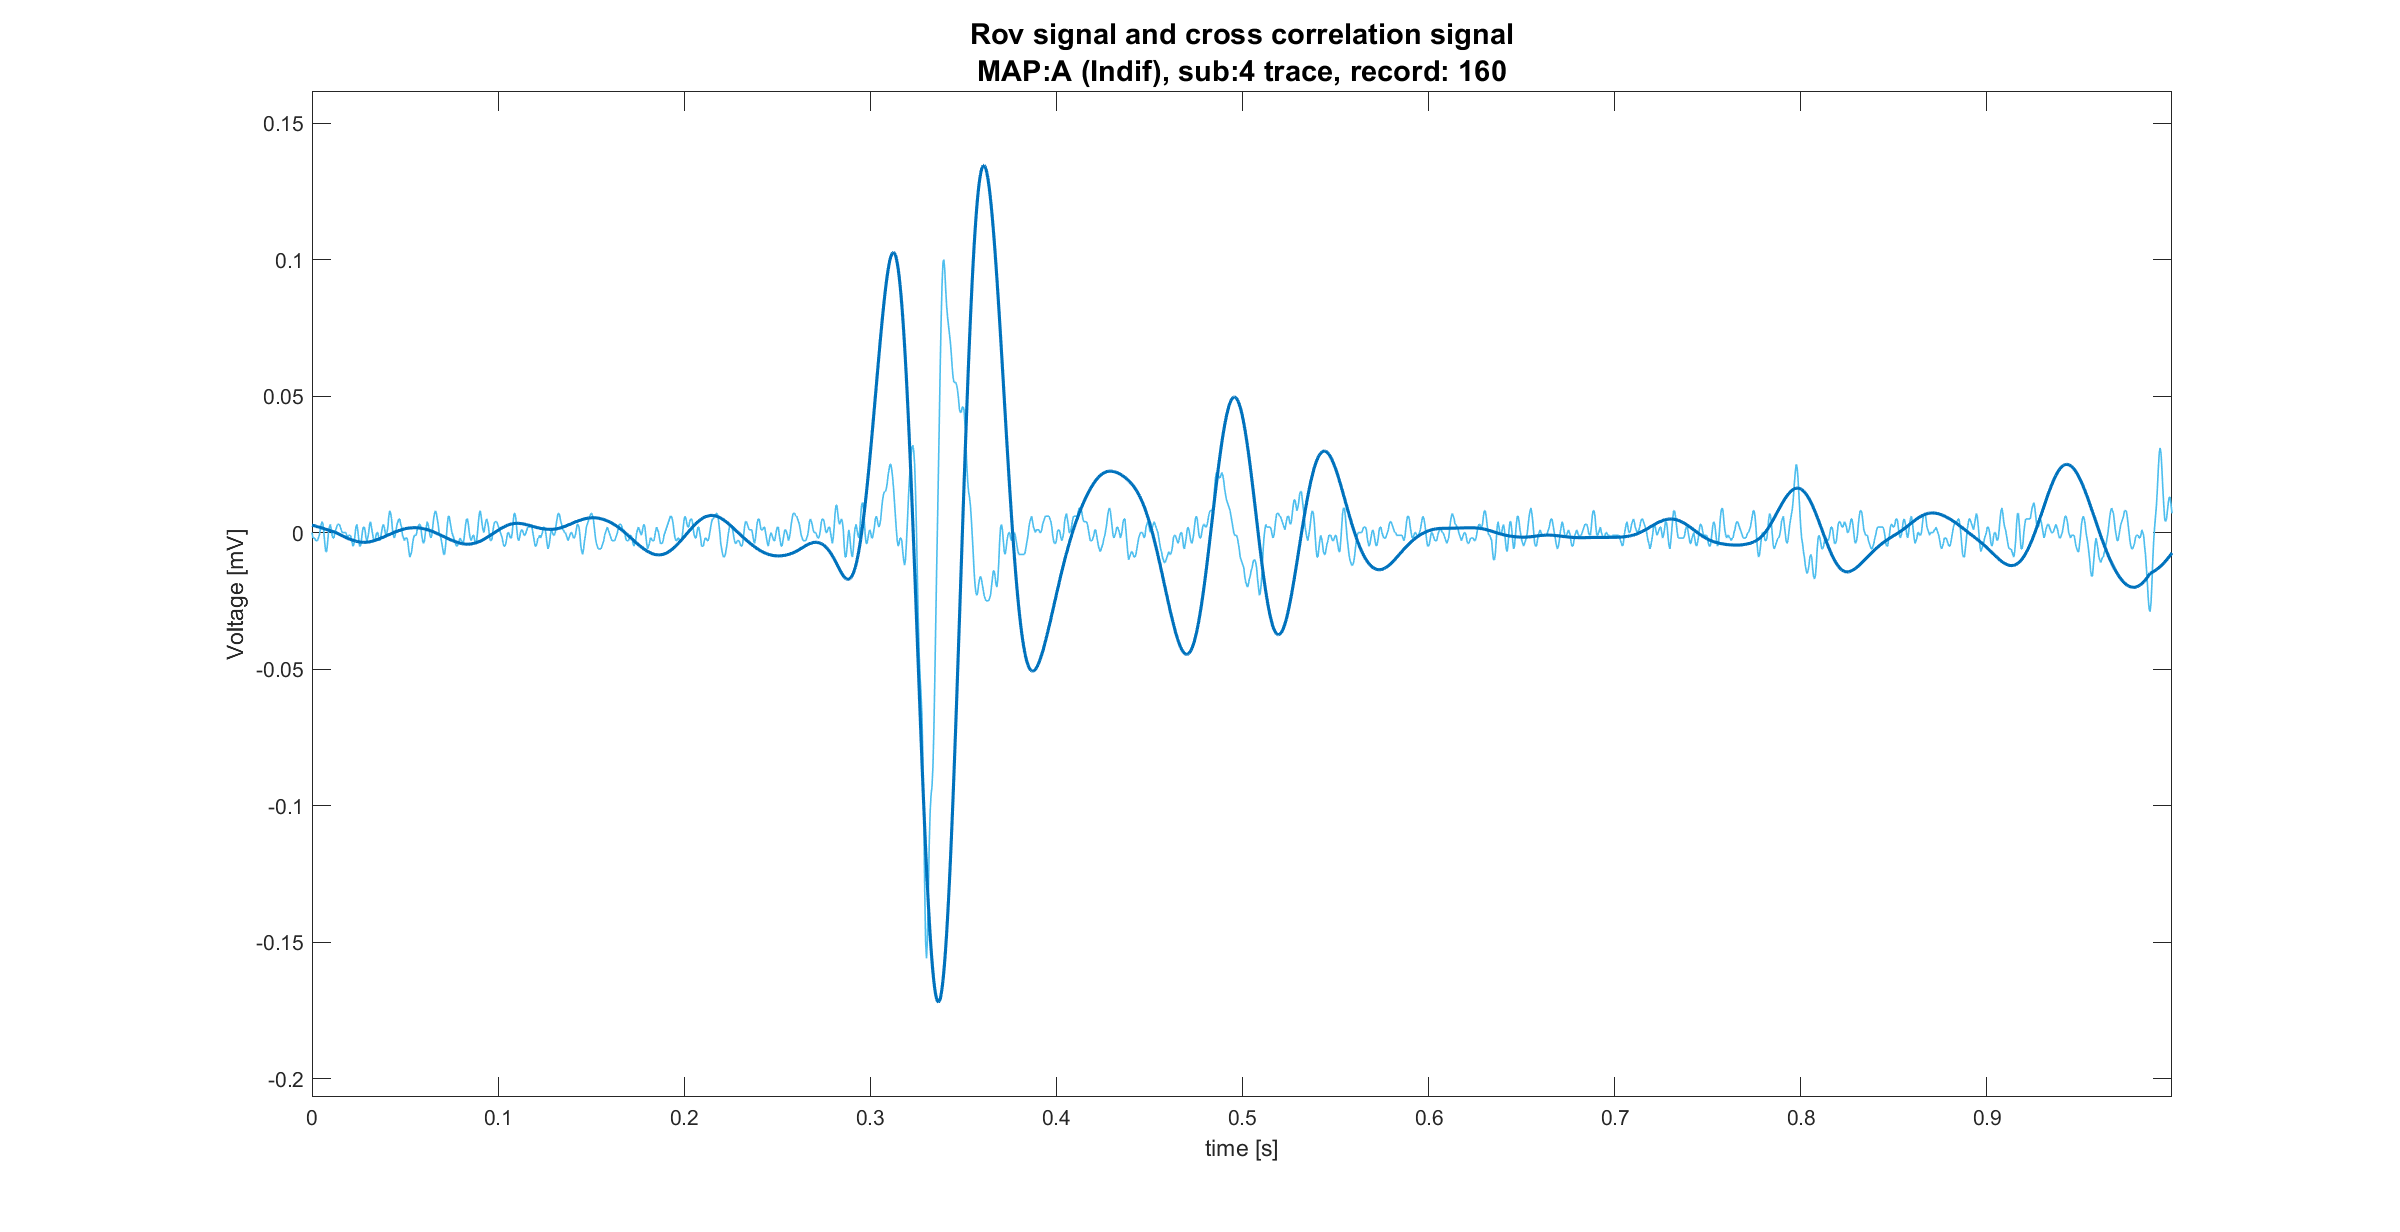 Rov signal and cross correlation signal
MAP:A (Indif), sub:4 trace, record: 160
0.15
0.1
0.05
0
-0.05
-0.1
-0.15
-0.2
Voltage [mV]
0 0.1 0.2 0.3 0.4 0.5 0.6 0.7 0.8 0.9
time [s]